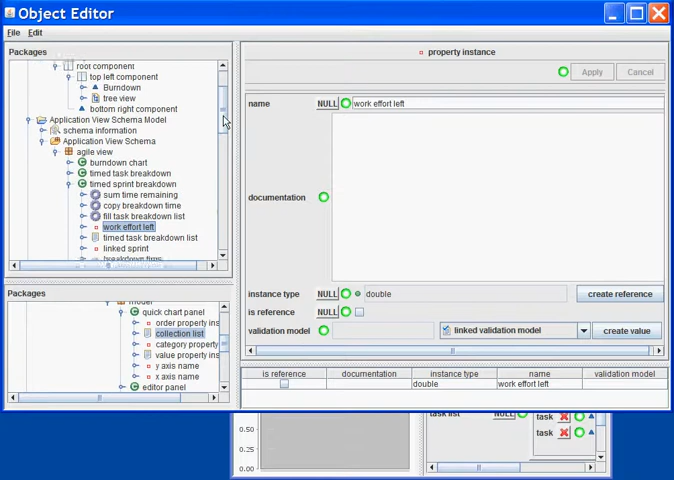 Object Editor
File Edit
Packages
root component
top left component
Burndown
tree view
bottom right component
Application View Schema Model
schema information
Application View Schema
agile view
burndown chart
timed task breakdown
timed sprint breakdown
sum time remaining
copy breakdown time
fill task breakdown list
work effort left
timed task breakdown list
linked sprint
property instance
Apply Cancel
name NULL work effort left
documentation
instance type NULL double create reference
is reference NULL
validation model linked validation model create value
Packages
model
quick chart panel
order property ins
collection list
category property
value property ins
y axis name
x axis name
editor panel
is reference documentation instance type name validation model
double work effort left
0.50
0.25
0.00
task list NULL
task
task